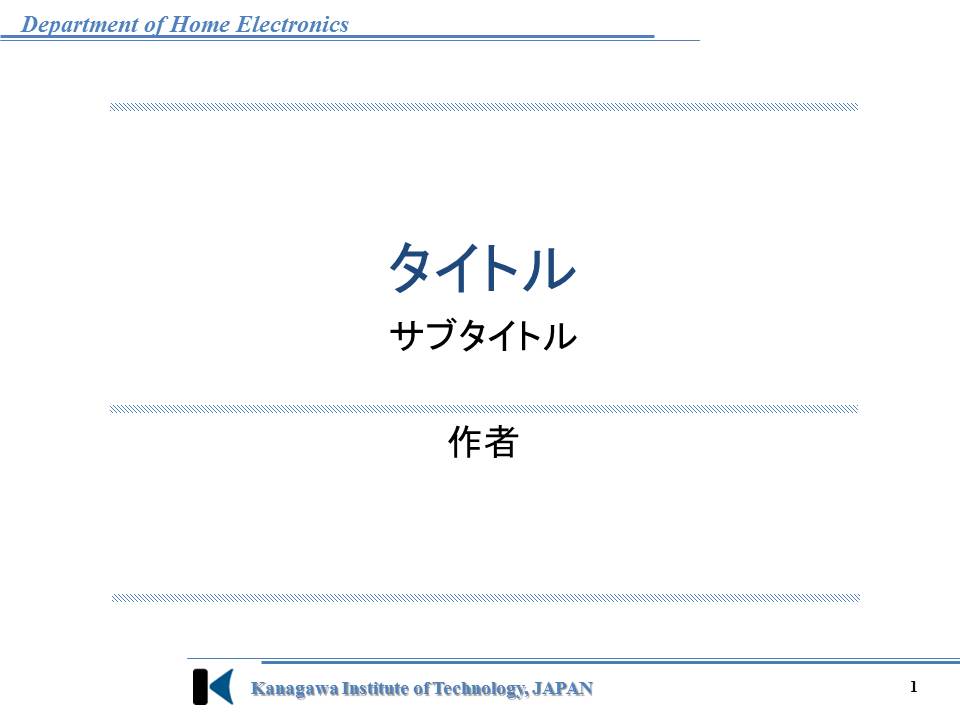 Department of Home Electronics
タイトル
サブタイトル
作者
Kanagawa Institute of Technology, JAPAN
1